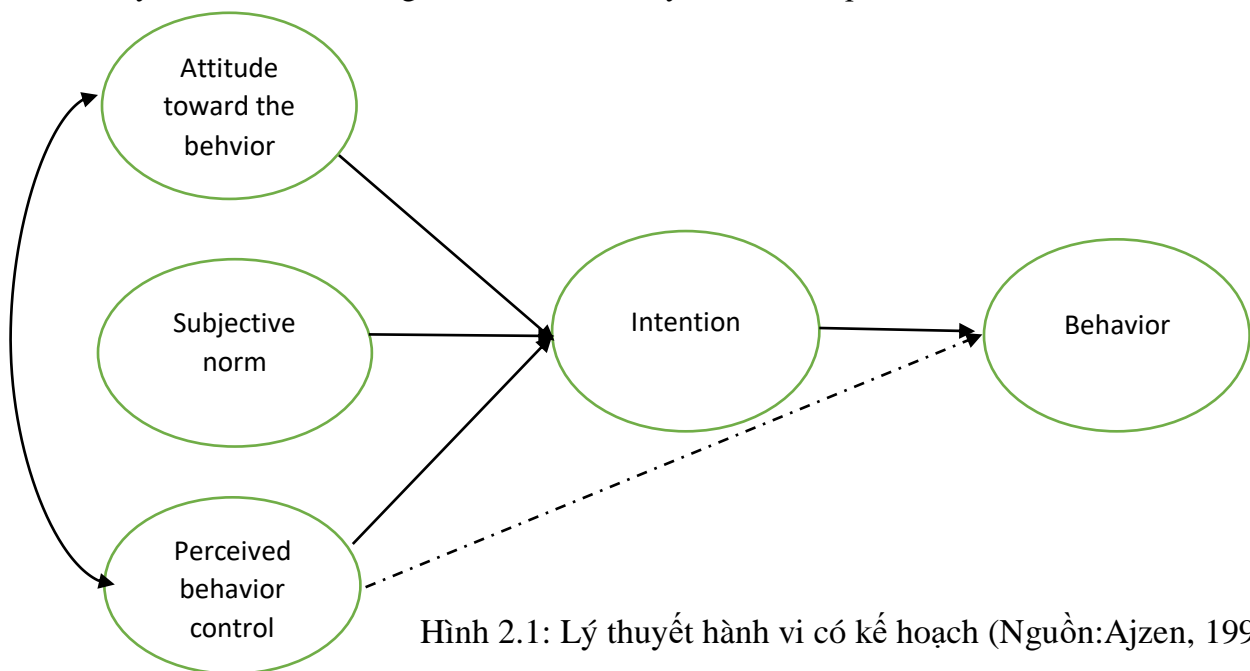 Attitude
toward the
behvior
Subjective
norm
Perceived
behavior
control
Intention
Behavior
Hình 2.1: Lý thuyết hành vi có kế hoạch (Nguồn:Ajzen, 199